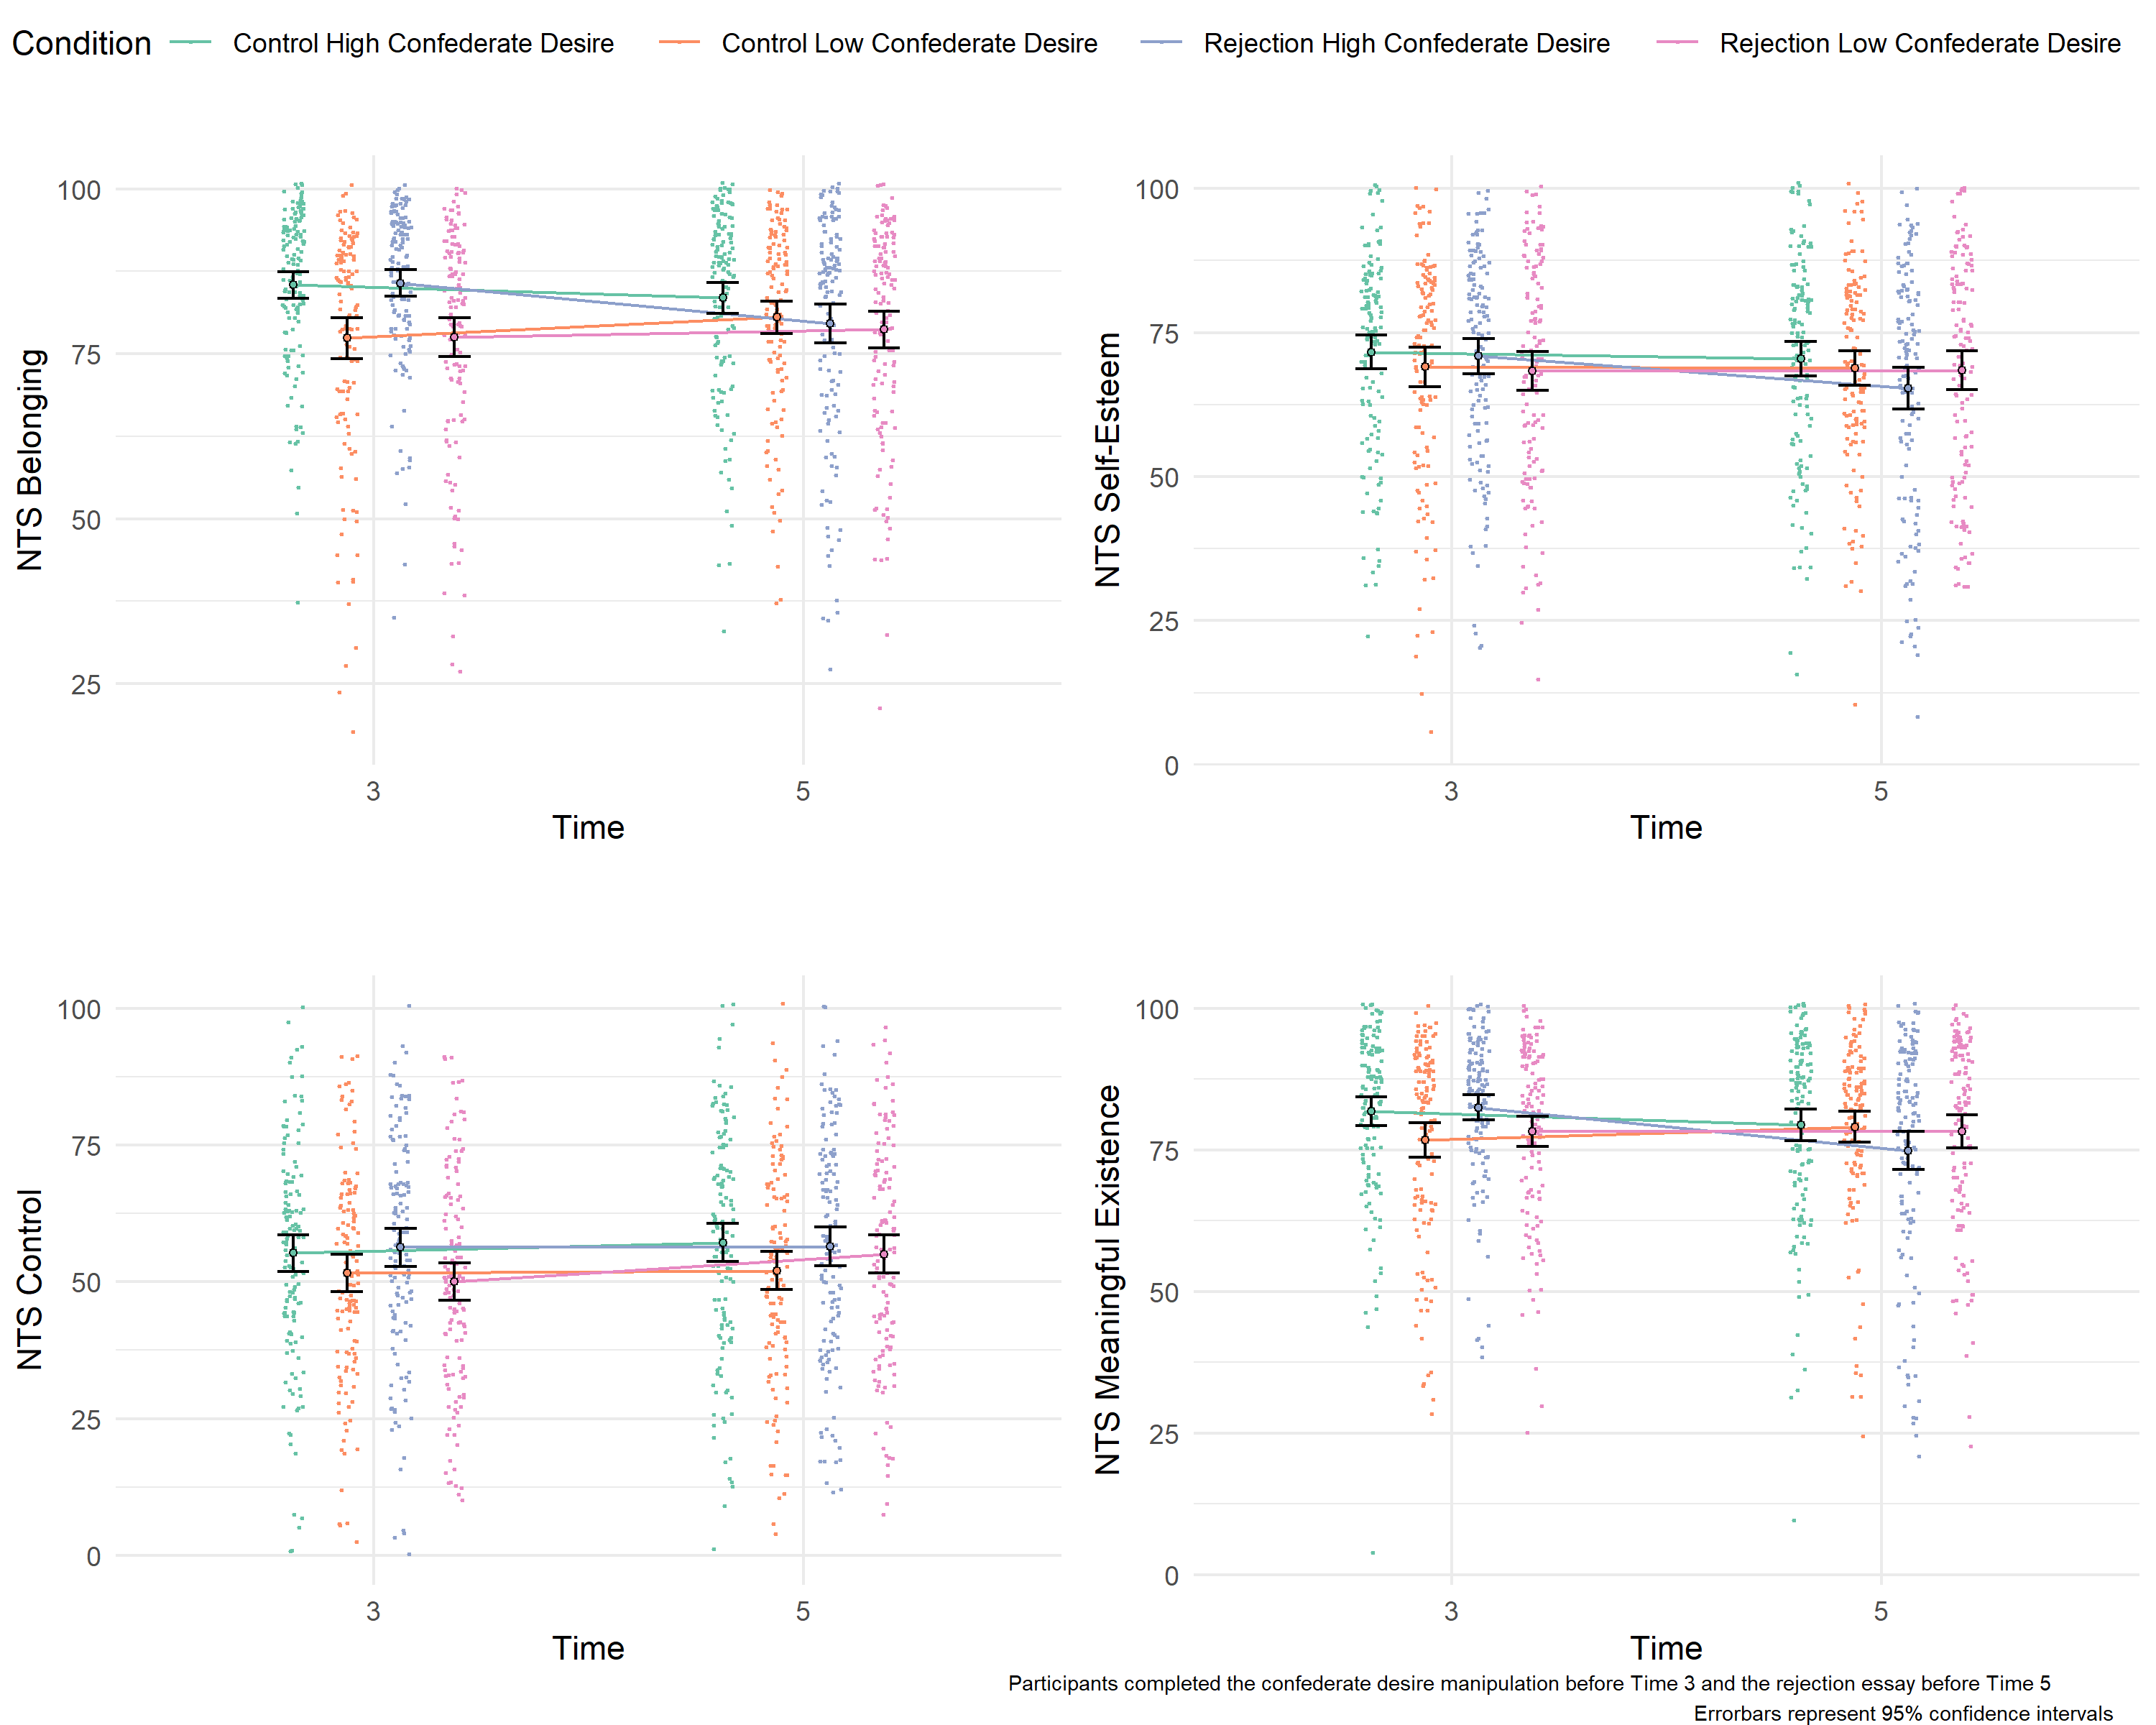 Condition Control High Confederate Desire Control Low Confederate Desire Rejection High Confederate Desire Rejection Low Confederate Desire
NTS Belonging
100
75
50
25
3 5
Time
NTS Self-Esteem
100
75
50
25
0
3 5
Time
NTS Control
100
75
50
25
0
3 5
Time
NTS Meaningful Existence
100
75
50
25
0
3 5
Time
Participants completed the confederate desire manipulation before Time 3 and the rejection essay before Time 5
Errorbars represent 95% confidence intervals